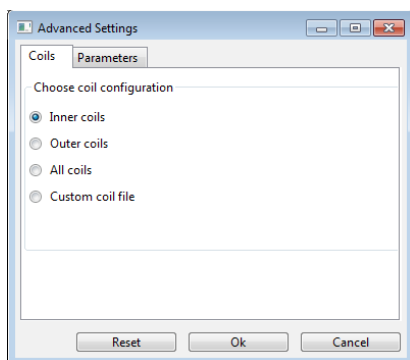 Advanced Settings
Coils Parameters
Choose coil configuration
Inner coils
Outer coils
All coils
Custom coil file
Reset Ok Cancel